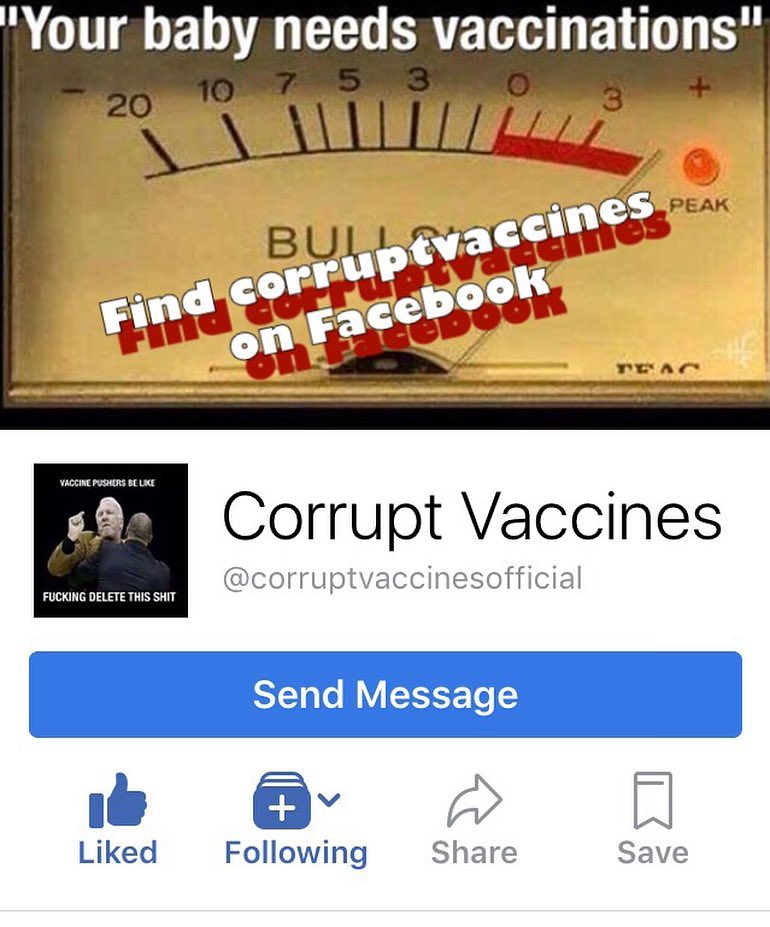 "Your baby needs vaccinations"
- 20 10 7 5 3 0 3 +
PEAK
Find corruptvaccines
on Facebook
TEAC
VACCINE PUSHERS BE LIKE
FUCKING DELETE THIS SHIT
Corrupt Vaccines
@corruptvaccinesofficial
Send Message
Liked Following Share Save